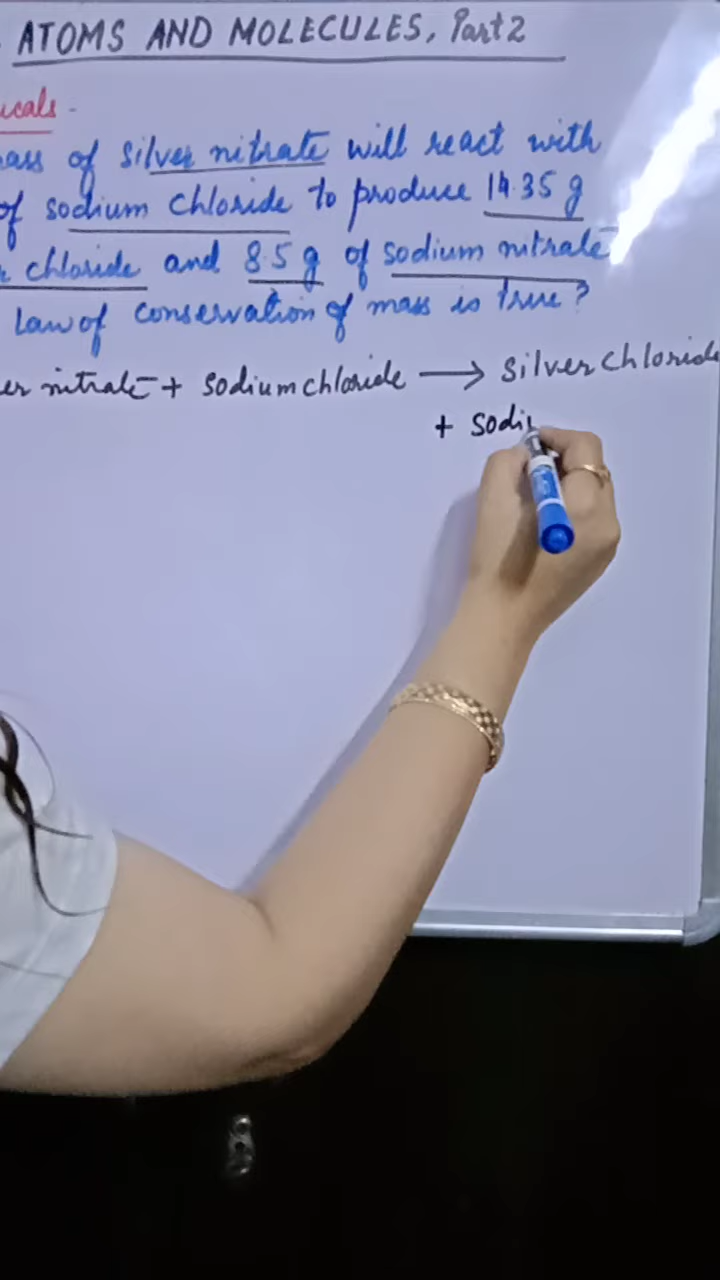 ATOMS AND MOLECULES, Part 2
icals -
ass of silver nitrate will react with
of sodium chloride to produce 14.35 g
r chloride and 8.5 g of sodium nitrate
law of conservation of mass is true?
er nitrate + sodium chloride → silver chloride
+ sodi